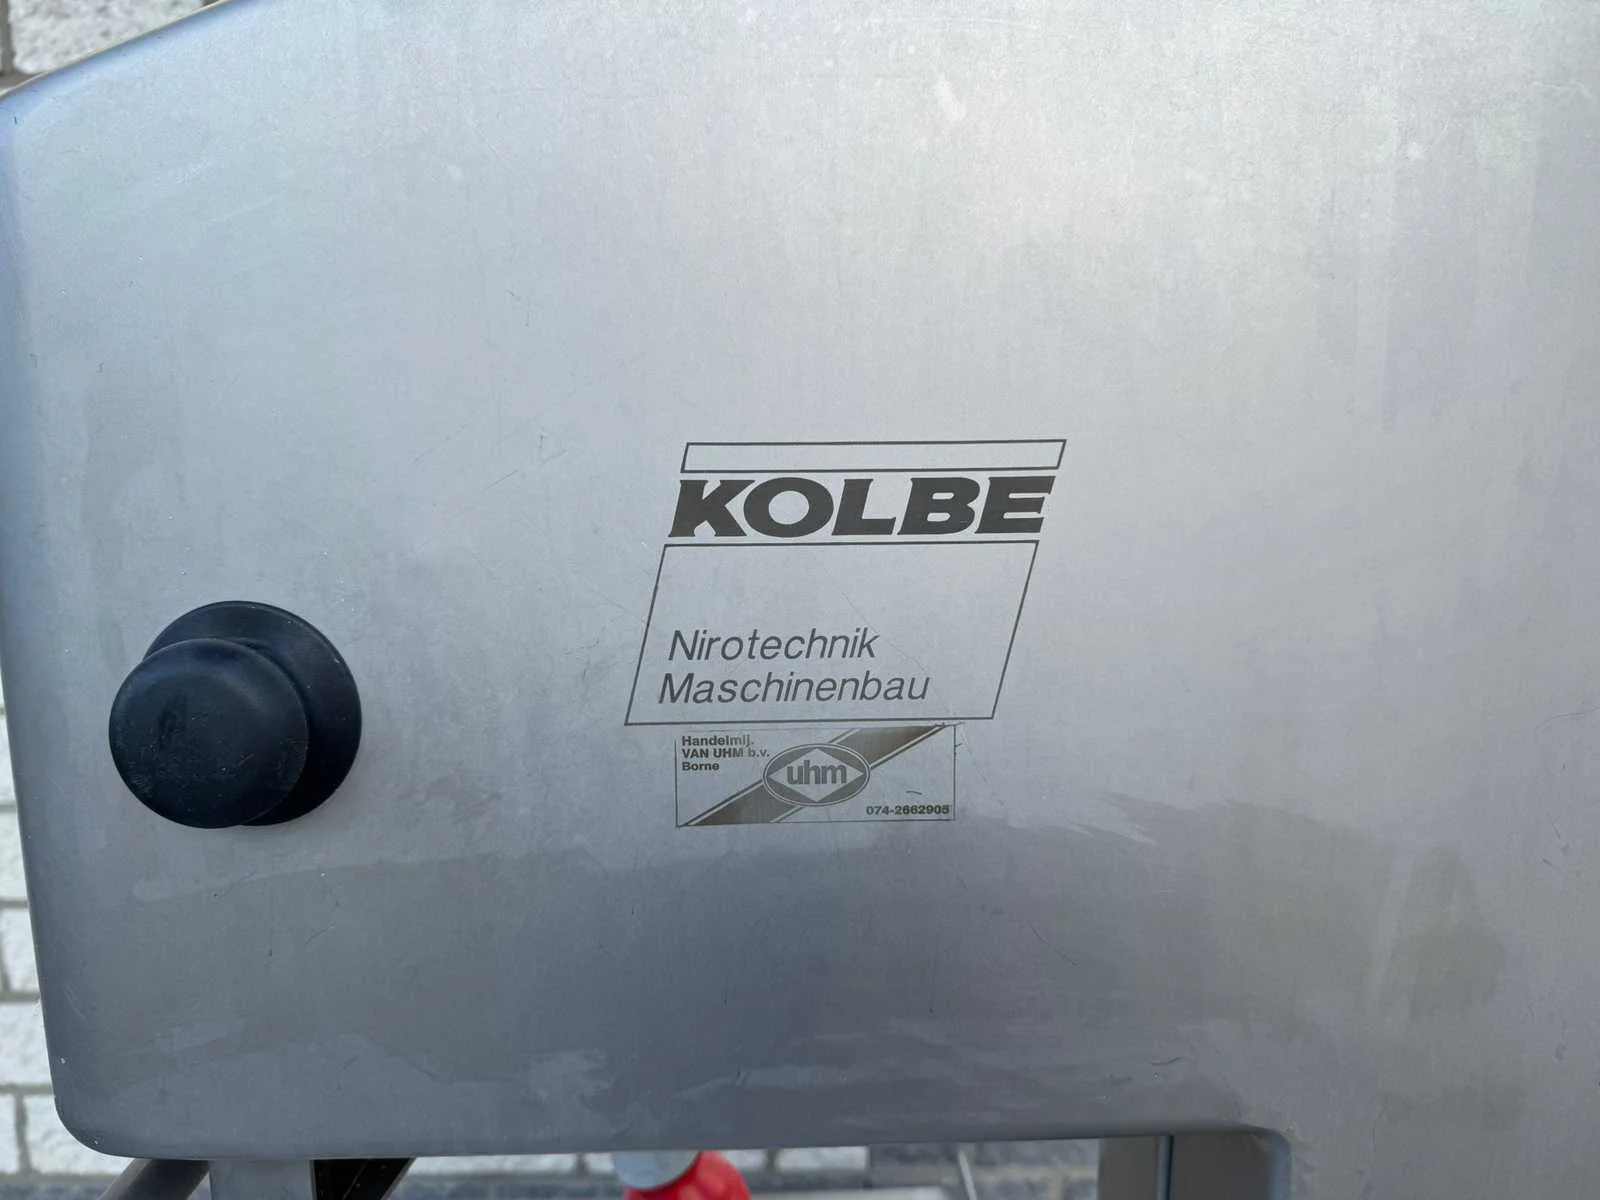 KOLBE
Nirotechnik
Maschinenbau
Handelmij.
VAN UHM b.v.
Borne
uhm
074-2662905